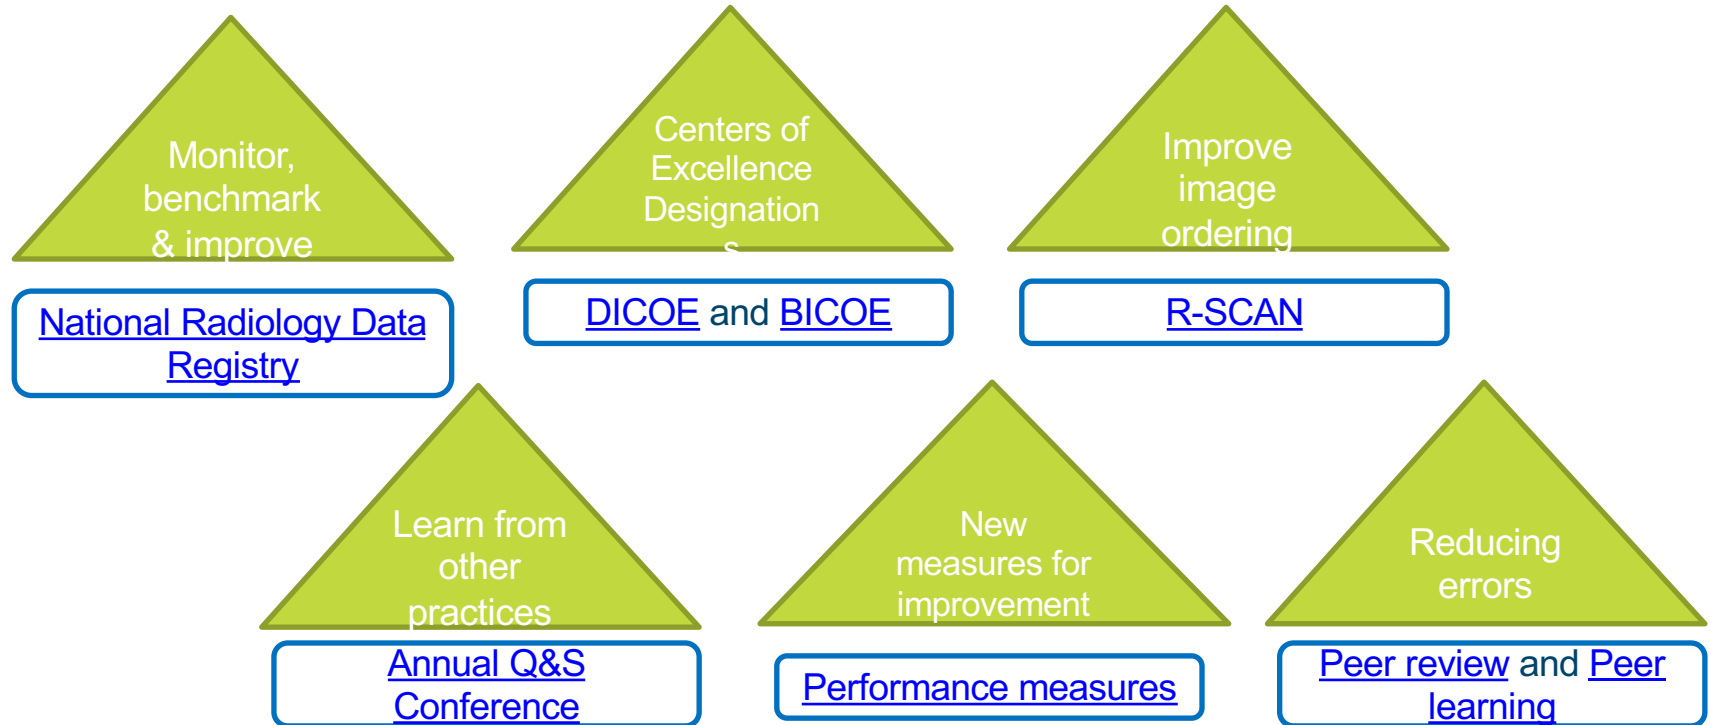 Monitor,
benchmark
& improve
National Radiology Data
Registry
Centers of
Excellence
Designation
s
DICOE and BICOE
Improve
image
ordering
R-SCAN
Learn from
other
practices
Annual Q&S
Conference
New
measures for
improvement
Performance measures
Reducing
errors
Peer review and Peer
learning